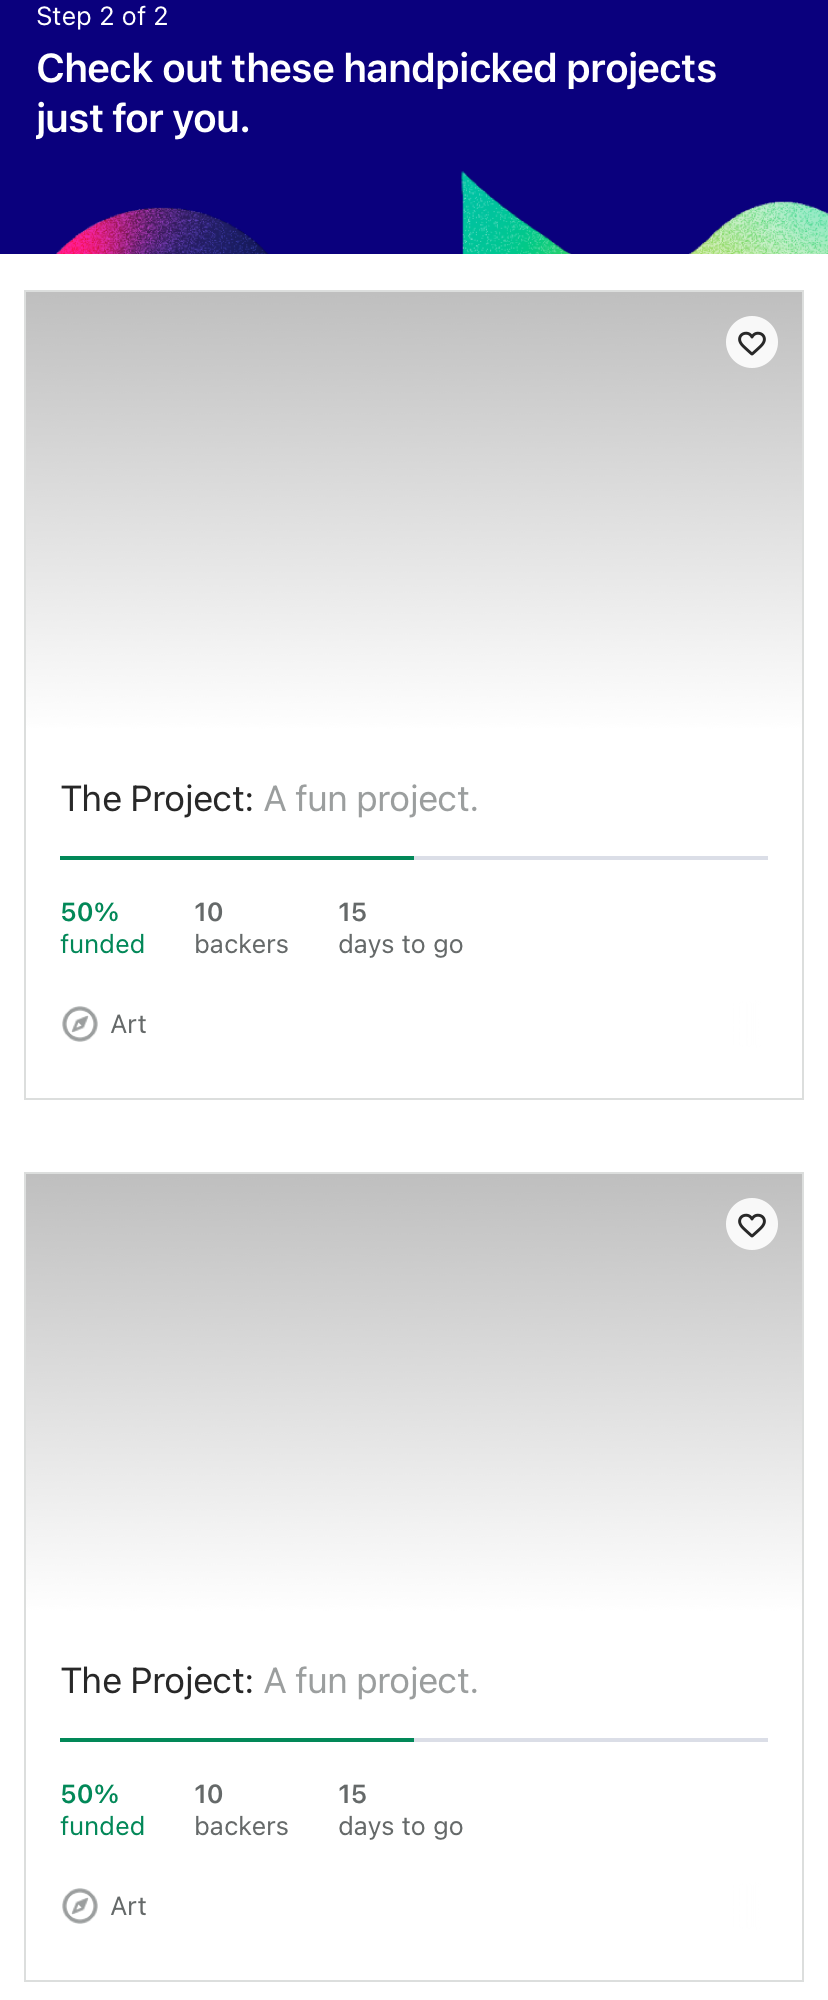 Step 2 of 2
Check out these handpicked projects
just for you.
The Project: A fun project.
50% 10 15
funded backers days to go
Art
The Project: A fun project.
50% 10 15
funded backers days to go
Art